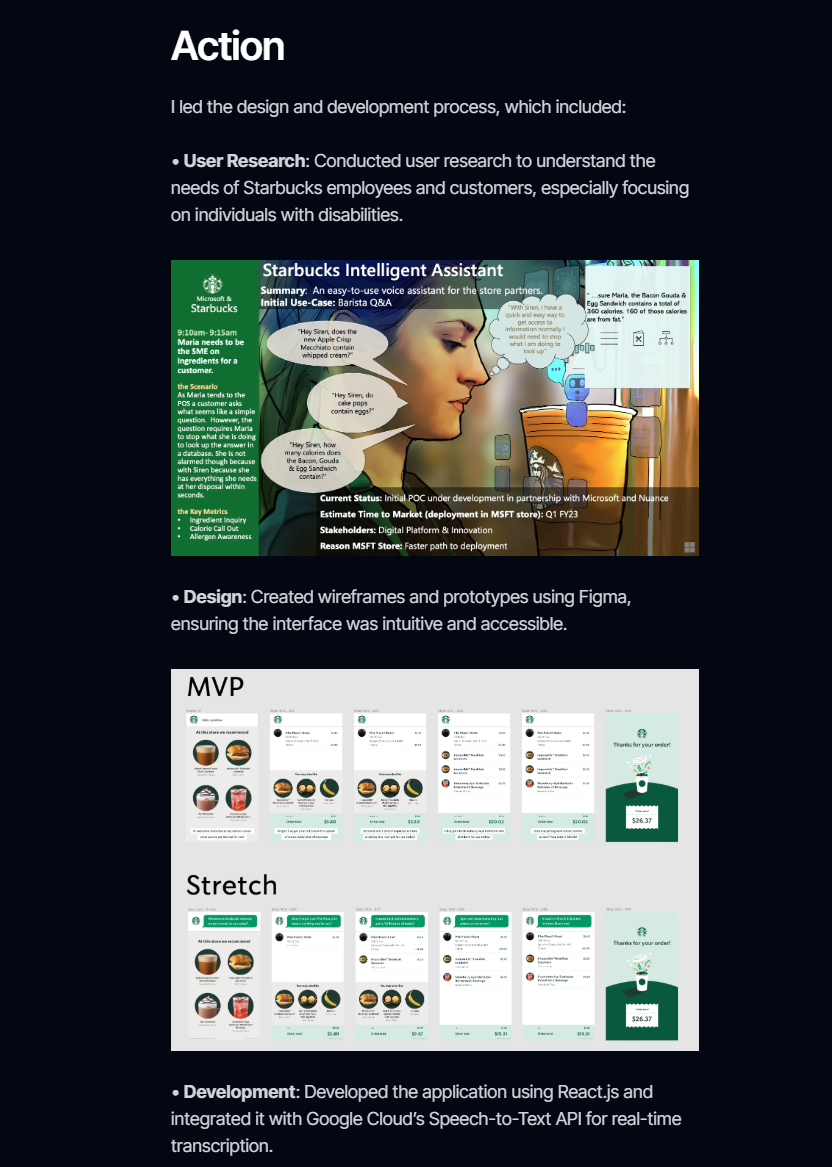 Action
I led the design and development process, which included:
• User Research: Conducted user research to understand the
needs of Starbucks employees and customers, especially focusing
on individuals with disabilities.
Microsoft &
Starbucks
9:10am- 9:15am
Maria needs to be
the SME on
ingredients for a
customer.
the Scenario
As Maria tends to the
POS a customer asks
what seems like a simple
question. However, the
question requires Maria
to stop what she is doing
to look up the answer in
a database. She is not
alarmed though because
with Siren because she
has everything she needs
at her disposal within
seconds.
the Key Metrics
• Ingredient Inquiry
• Calorie Call Out
• Allergen Awareness
Starbucks Intelligent Assistant
Summary: An easy-to-use voice assistant for the store partners.
Initial Use-Case: Barista Q&A
"Hey Siren, does the
new Apple Crisp
Macchiato contain
whipped cream?"
"Hey Siren, do
cake pops
contain eggs?"
"Hey Siren, how
many calories does
the Bacon, Gouda
& Egg Sandwich
contain?"
"With Siren, I have a
quick and easy way to
get access to
information normally I
would need to stop
what I am doing to
look up."
" ...sure Maria, the Bacon Gouda &
Egg Sandwich contains a total of
360 calories. 160 of those calories
are from fat."
Current Status: Initial POC under development in partnership with Microsoft and Nuance
Estimate Time to Market (deployment in MSFT store): Q1 FY23
Stakeholders: Digital Platform & Innovation
Reason MSFT Store: Faster path to deployment
• Design: Created wireframes and prototypes using Figma,
ensuring the interface was intuitive and accessible.
MVP
At this store we recommend
Thanks for your order!
$26.37
Stretch
At this store we recommend
Thanks for your order!
$26.37
• Development: Developed the application using React.js and
integrated it with Google Cloud's Speech-to-Text API for real-time
transcription.